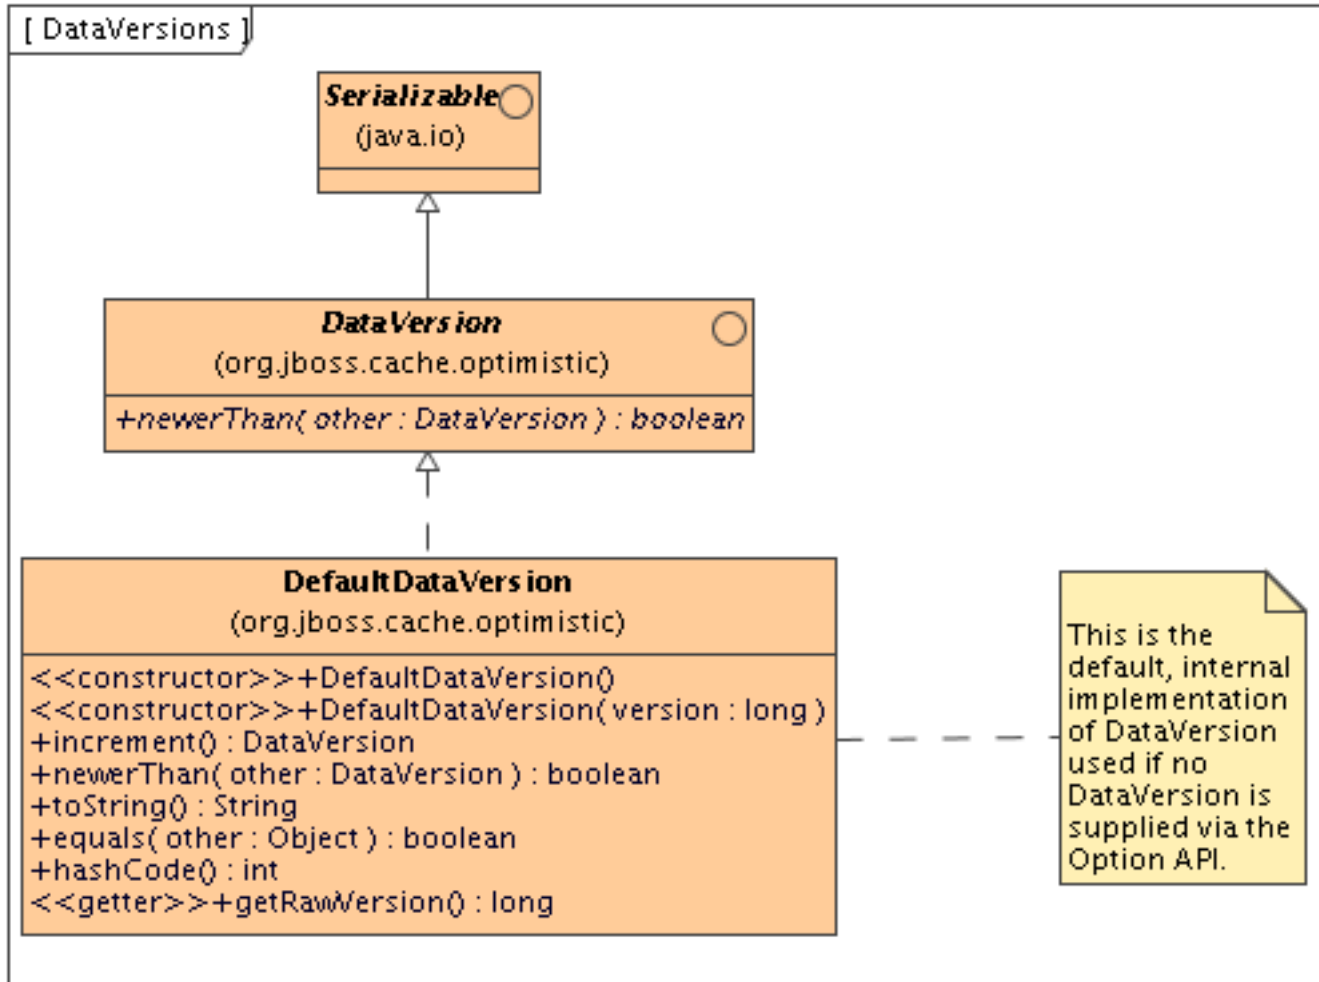 [ DataVersions ]
Serializable
(java.io)
DataVersion
(org.jboss.cache.optimistic)
+newerThan( other : DataVersion ) : boolean
DefaultDataVersion
(org.jboss.cache.optimistic)
<<constructor>>+DefaultDataVersion()
<<constructor>>+DefaultDataVersion( version : long )
+increment() : DataVersion
+newerThan( other : DataVersion ) : boolean
+toString() : String
+equals( other : Object ) : boolean
+hashCode() : int
<<getter>>+getRawVersion() : long
This is the
default, internal
implementation
of DataVersion
used if no
DataVersion is
supplied via the
Option API.